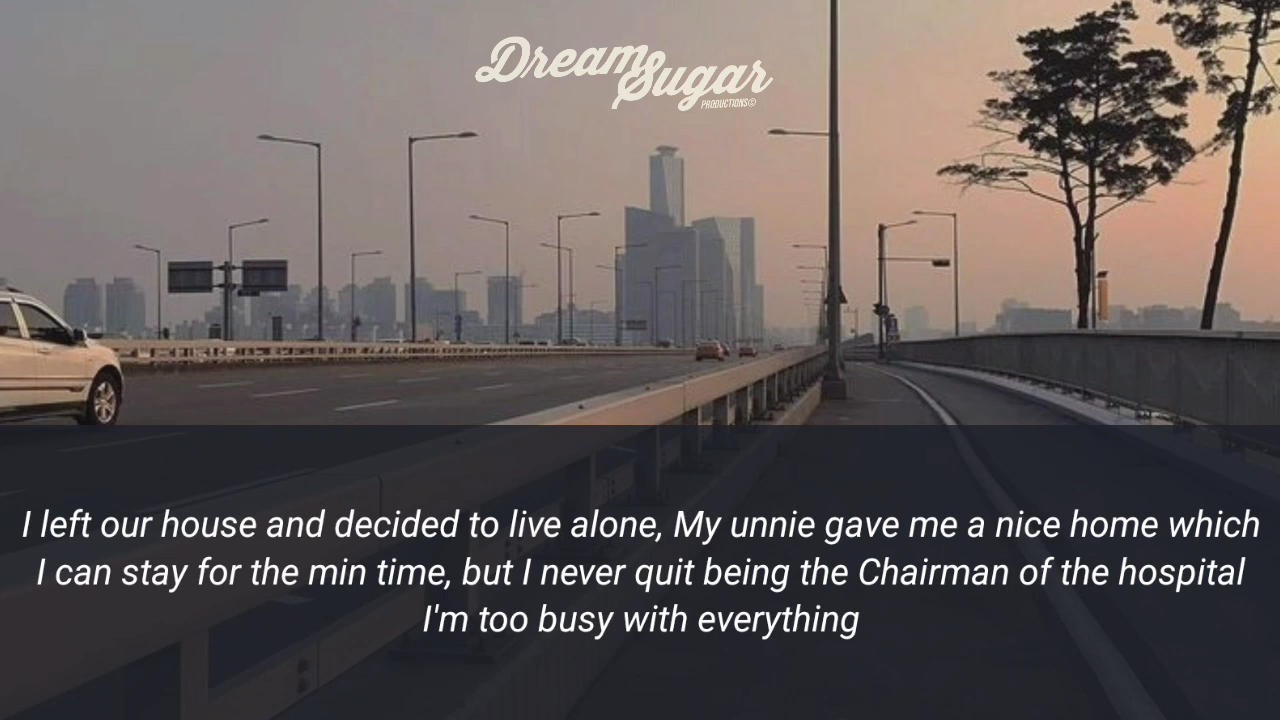 Dream Sugar
PRODUCTIONS©
I left our house and decided to live alone, My unnie gave me a nice home which
I can stay for the min time, but I never quit being the Chairman of the hospital
I'm too busy with everything